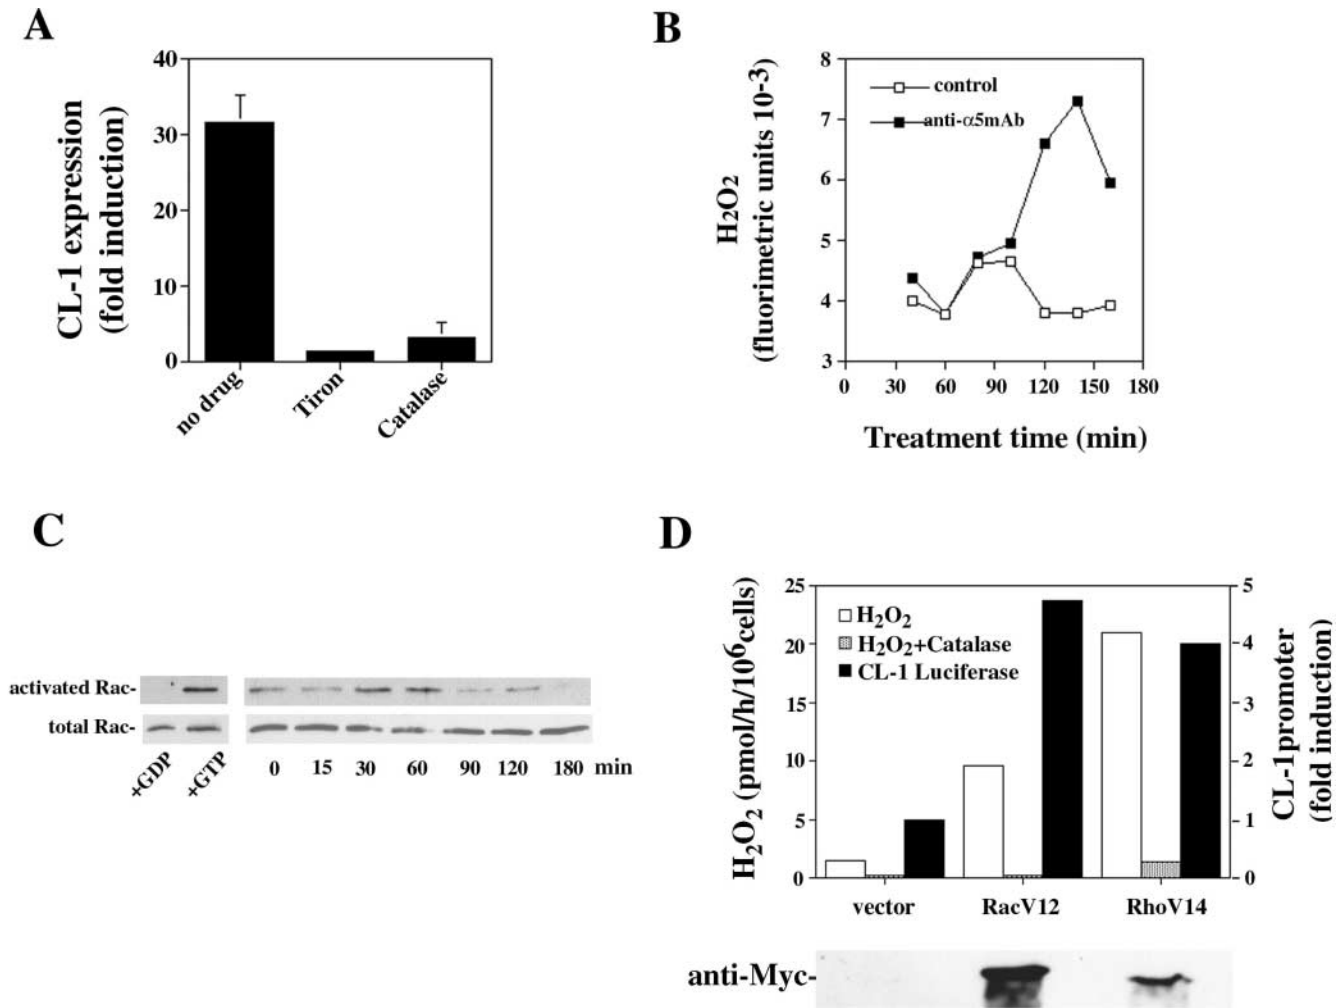 A
CL-1 expression
(fold induction)
40
30
20
10
0
no drug
Tiron
Catalase
B
H₂O₂
(fluorimetric units 10⁻³)
8
7
6
5
4
3
control
anti-α5mAb
0 30 60 90 120 150 180
Treatment time (min)
C
activated Rac-
total Rac-
+GDP
+GTP
0 15 30 60 90 120 180 min
D
H₂O₂ (pmol/h/10⁶cells)
25
20
15
10
5
0
H₂O₂
H₂O₂+Catalase
CL-1 Luciferase
5
4
3
2
1
0
CL-1promoter
(fold induction)
vector RacV12 RhoV14
anti-Myc-